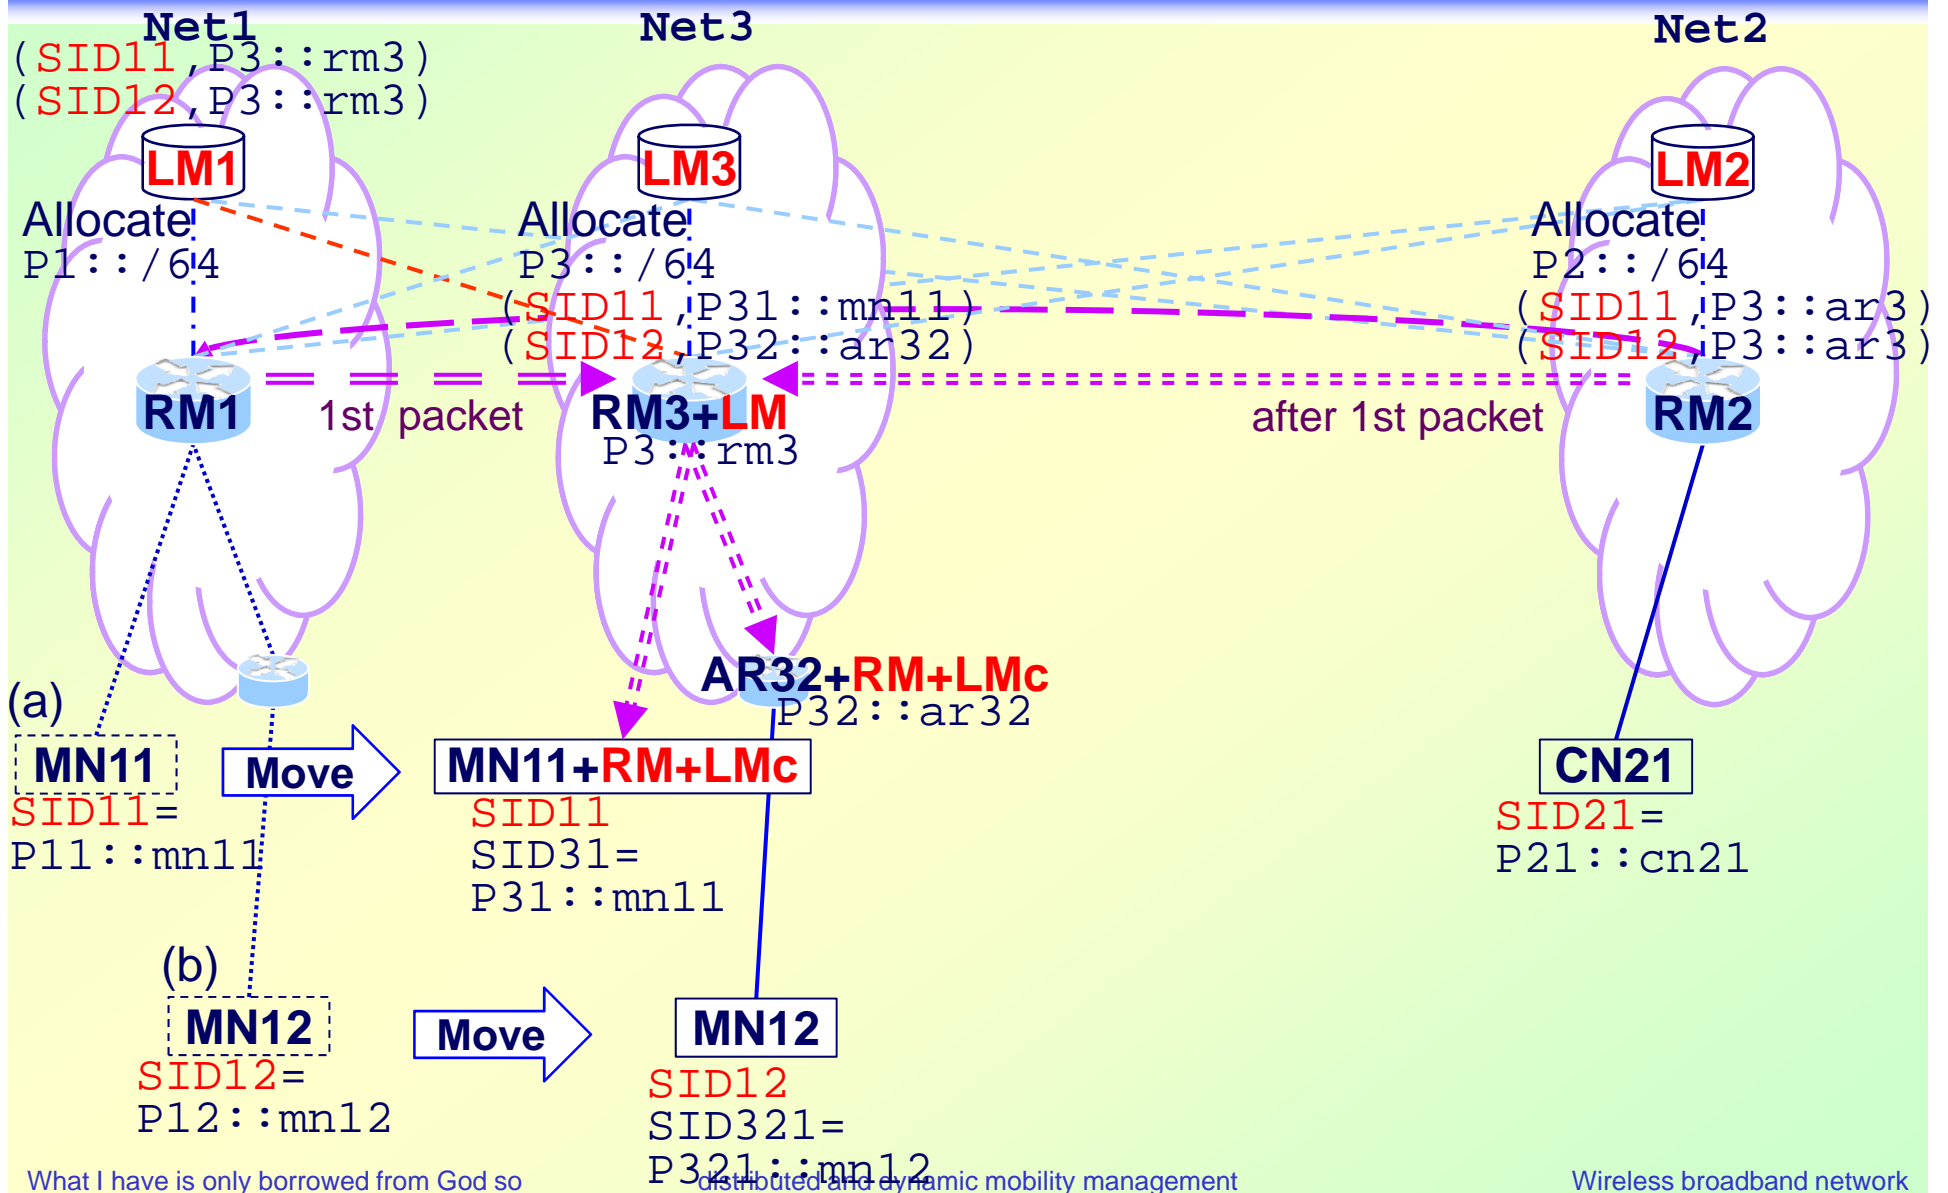 Net1
Net3
Net2
(SID11,P3::rm3)
(SID12,P3::rm3)
LM1
LM3
LM2
Allocate
P1::/64
Allocate
P3::/64
Allocate
P2::/64
(SID11,P31::mn11)
(SID12,P32::ar32)
(SID11,P3::ar3)
(SID12,P3::ar3)
RM1
1st packet
RM3+LM
P3::rm3
after 1st packet
RM2
AR32+RM+LMc
P32::ar32
(a)
MN11
Move
MN11+RM+LMc
CN21
SID11=
P11::mn11
SID11
SID31=
P31::mn11
SID21=
P21::cn21
(b)
MN12
Move
MN12
SID12=
P12::mn12
SID12
SID321=
P321::mn12
What I have is only borrowed from God so
distributed and dynamic mobility management
Wireless broadband network